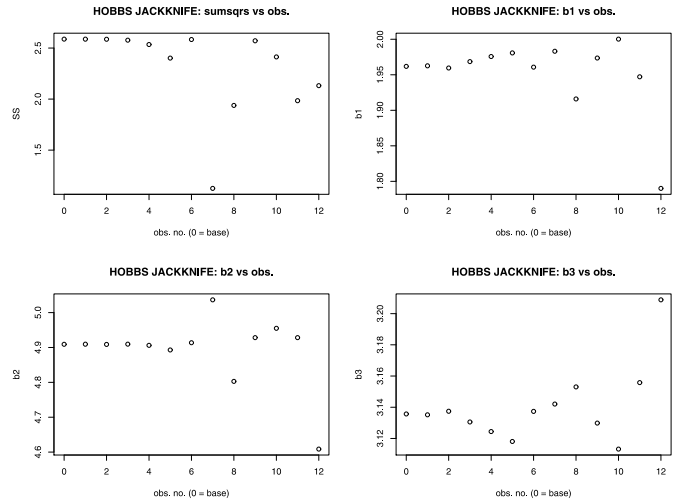 HOBBS JACKKNIFE: sumsqrs vs obs.
SS
2.5
2.0
1.5
0 2 4 6 8 10 12
obs. no. (0 = base)
HOBBS JACKKNIFE: b1 vs obs.
b1
2.00
1.95
1.90
1.85
1.80
0 2 4 6 8 10 12
obs. no. (0 = base)
HOBBS JACKKNIFE: b2 vs obs.
b2
5.0
4.9
4.8
4.7
4.6
0 2 4 6 8 10 12
obs. no. (0 = base)
HOBBS JACKKNIFE: b3 vs obs.
b3
3.20
3.18
3.16
3.14
3.12
0 2 4 6 8 10 12
obs. no. (0 = base)